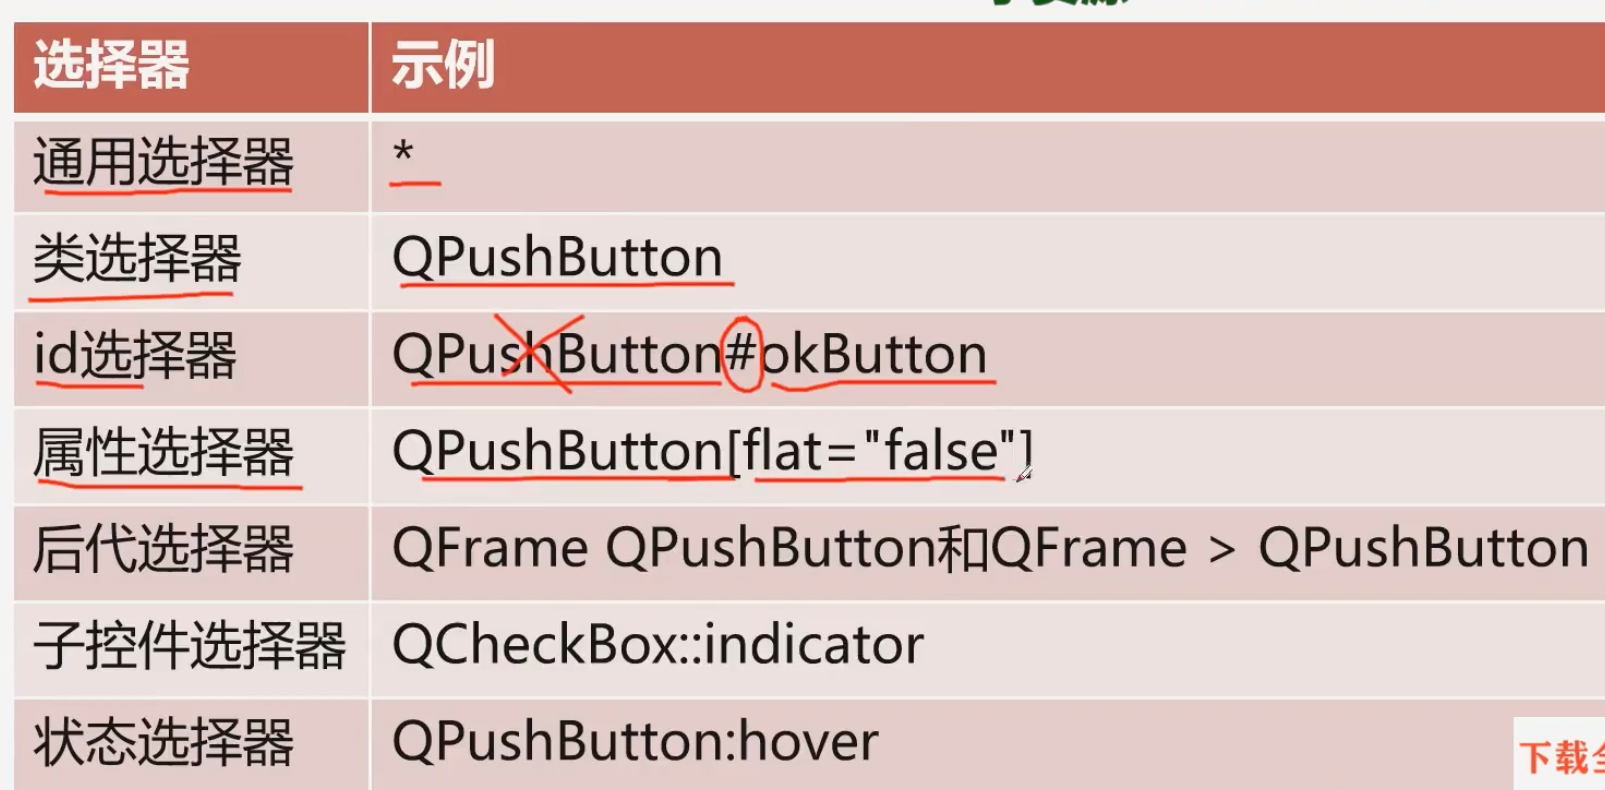 选择器 示例
通用选择器 *
类选择器 QPushButton
id选择器 QPushButton#okButton
属性选择器 QPushButton[flat="false"]
后代选择器 QFrame QPushButton和QFrame > QPushButton
子控件选择器 QCheckBox::indicator
状态选择器 QPushButton:hover
下载